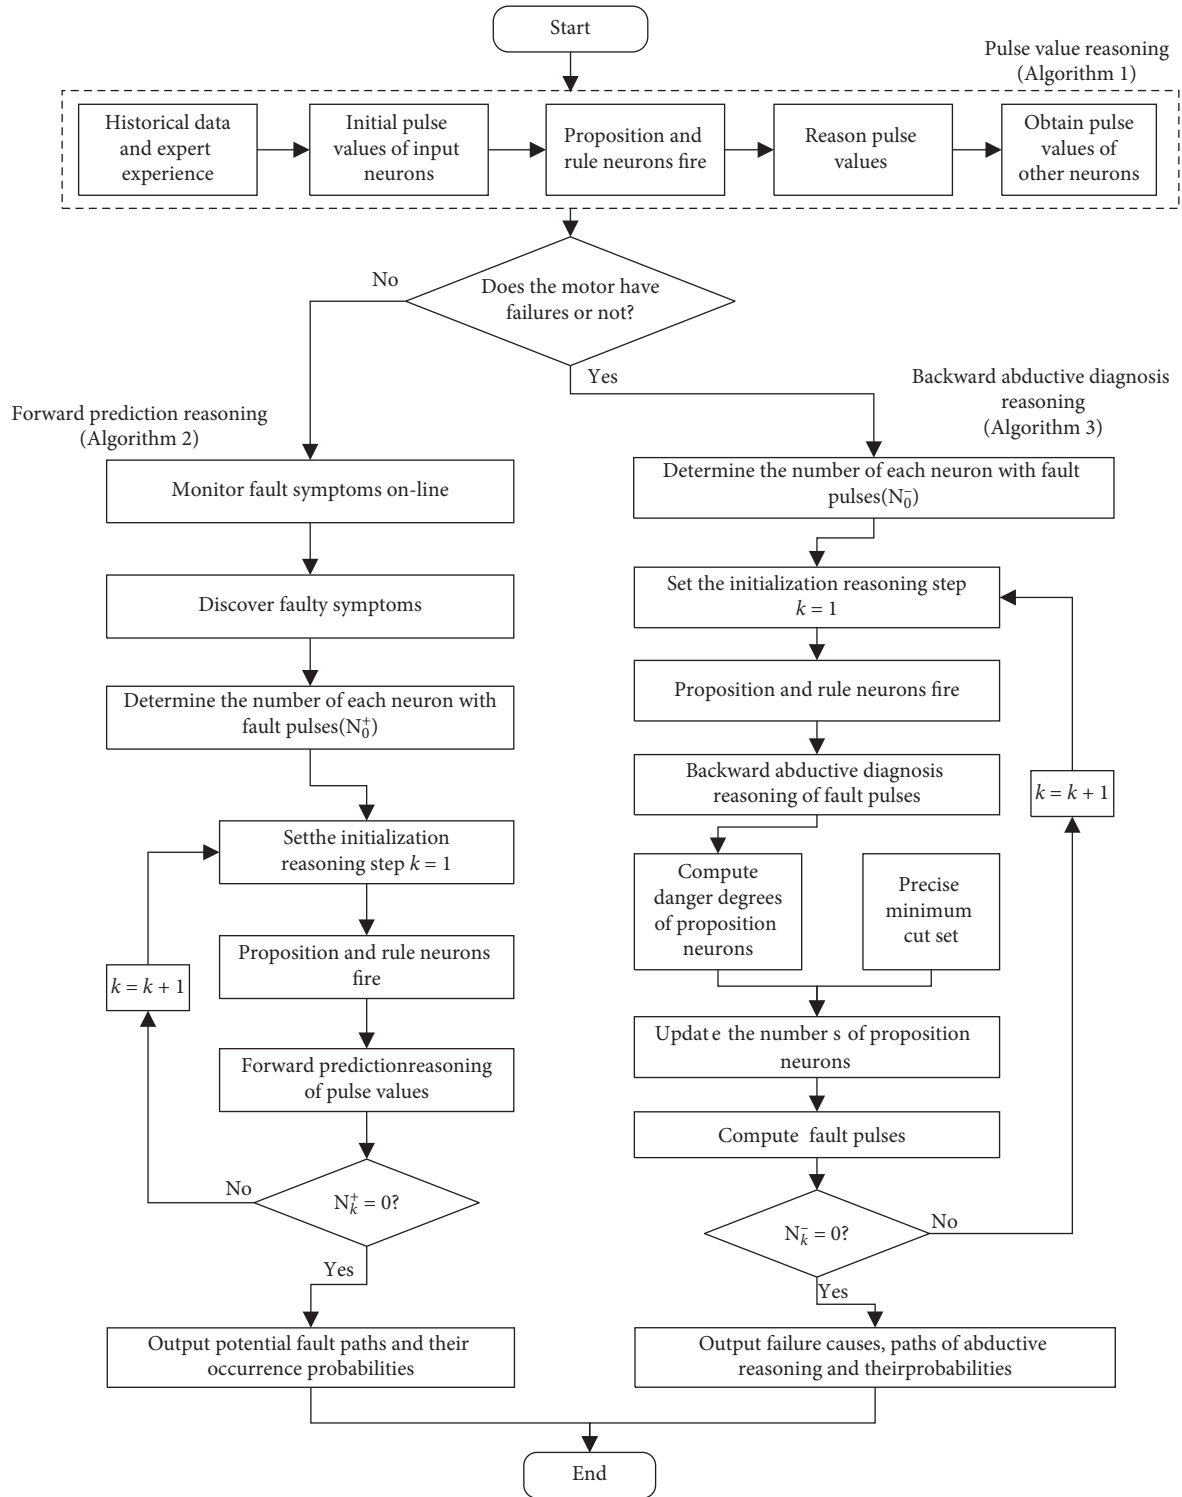 Start
Pulse value reasoning
(Algorithm 1)
Historical data
and expert
experience
Initial pulse
values of input
neurons
Proposition and
rule neurons fire
Reason pulse
values
Obtain pulse
values of
other neurons
Does the motor have
failures or not?
No
Yes
Forward prediction reasoning
(Algorithm 2)
Monitor fault symptoms on-line
Discover faulty symptoms
Determine the number of each neuron with
fault pulses(N₀⁺)
Setthe initialization
reasoning step k = 1
Proposition and rule neurons
fire
k = k + 1
Forward predictionreasoning
of pulse values
No
Nₖ⁺ = 0?
Yes
Output potential fault paths and their
occurrence probabilities
Backward abductive diagnosis
reasoning
(Algorithm 3)
Determine the number of each neuron with fault
pulses(N₀⁻)
Set the initialization reasoning step
k = 1
Proposition and rule neurons fire
Backward abductive diagnosis
reasoning of fault pulses
k = k + 1
Compute
danger degrees
of proposition
neurons
Precise
minimum
cut set
Updat e the number s of proposition
neurons
Compute fault pulses
Nₖ⁻ = 0?
No
Yes
Output failure causes, paths of abductive
reasoning and theirprobabilities
End